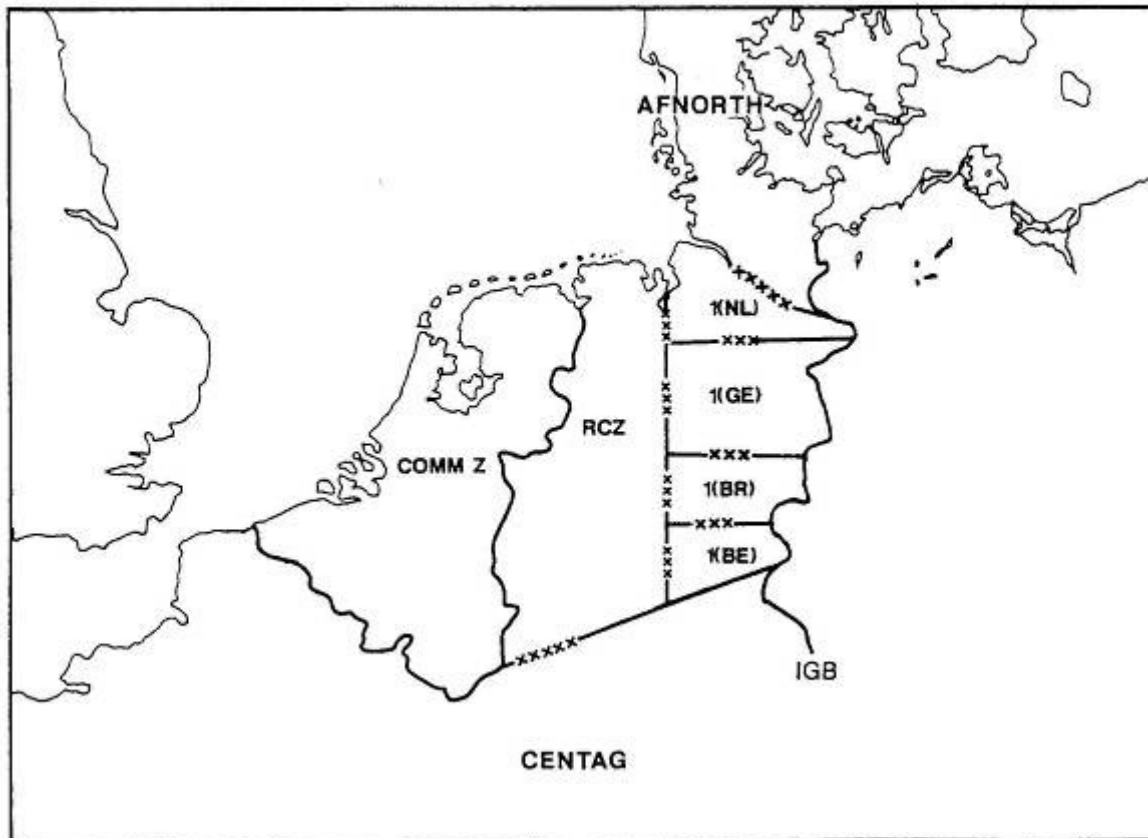 AFNORTH
1(NL)
1(GE)
RCZ
COMM Z
1(BR)
1(BE)
IGB
CENTAG